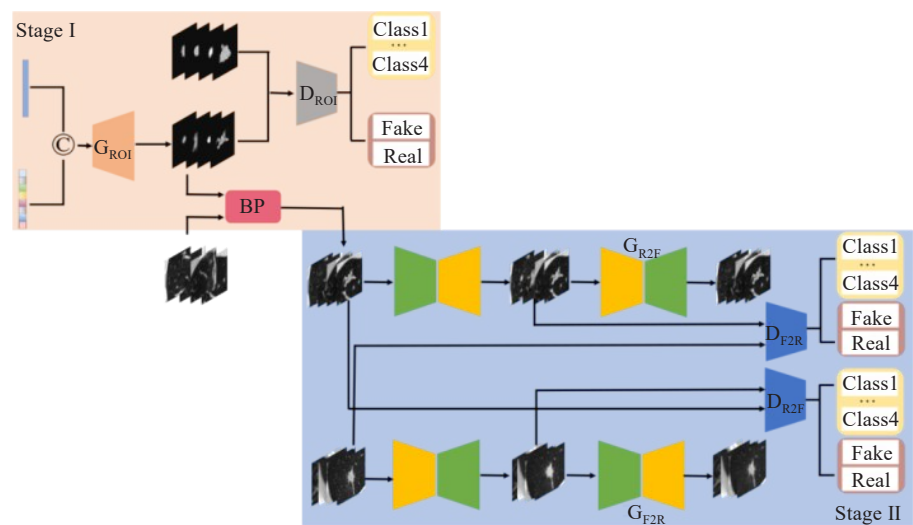 Stage I
Class1
...
Class4
D_ROI
Fake
Real
C
G_ROI
BP
G_R2F
Class1
...
Class4
Fake
Real
D_F2R
D_R2F
Class1
...
Class4
Fake
Real
G_F2R
Stage II